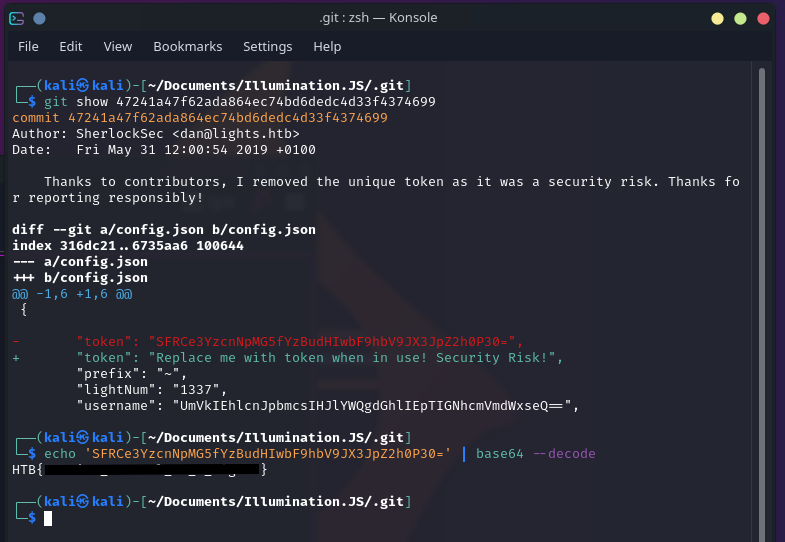 .git : zsh — Konsole
File Edit View Bookmarks Settings Help
┌──(kali㉿kali)-[~/Documents/Illumination.JS/.git]
└─$ git show 47241a47f62ada864ec74bd6dedc4d33f4374699
commit 47241a47f62ada864ec74bd6dedc4d33f4374699
Author: SherlockSec <dan@lights.htb>
Date:   Fri May 31 12:00:54 2019 +0100
    Thanks to contributors, I removed the unique token as it was a security risk. Thanks fo
r reporting responsibly!
diff --git a/config.json b/config.json
index 316dc21..6735aa6 100644
--- a/config.json
+++ b/config.json
@@ -1,6 +1,6 @@
 {
-       "token": "SFRCe3YzcnNpMG5fYzBudHIwbF9hbV9JX3JpZ2h0P30=",
+       "token": "Replace me with token when in use! Security Risk!",
        "prefix": "~",
        "lightNum": "1337",
        "username": "UmVkIEhlcnJpbmcsIHJlYWQgdGhlIEpTIGNhcmVmdWxseQ==",
┌──(kali㉿kali)-[~/Documents/Illumination.JS/.git]
└─$ echo 'SFRCe3YzcnNpMG5fYzBudHIwbF9hbV9JX3JpZ2h0P30=' | base64 --decode
HTB{ }
┌──(kali㉿kali)-[~/Documents/Illumination.JS/.git]
└─$